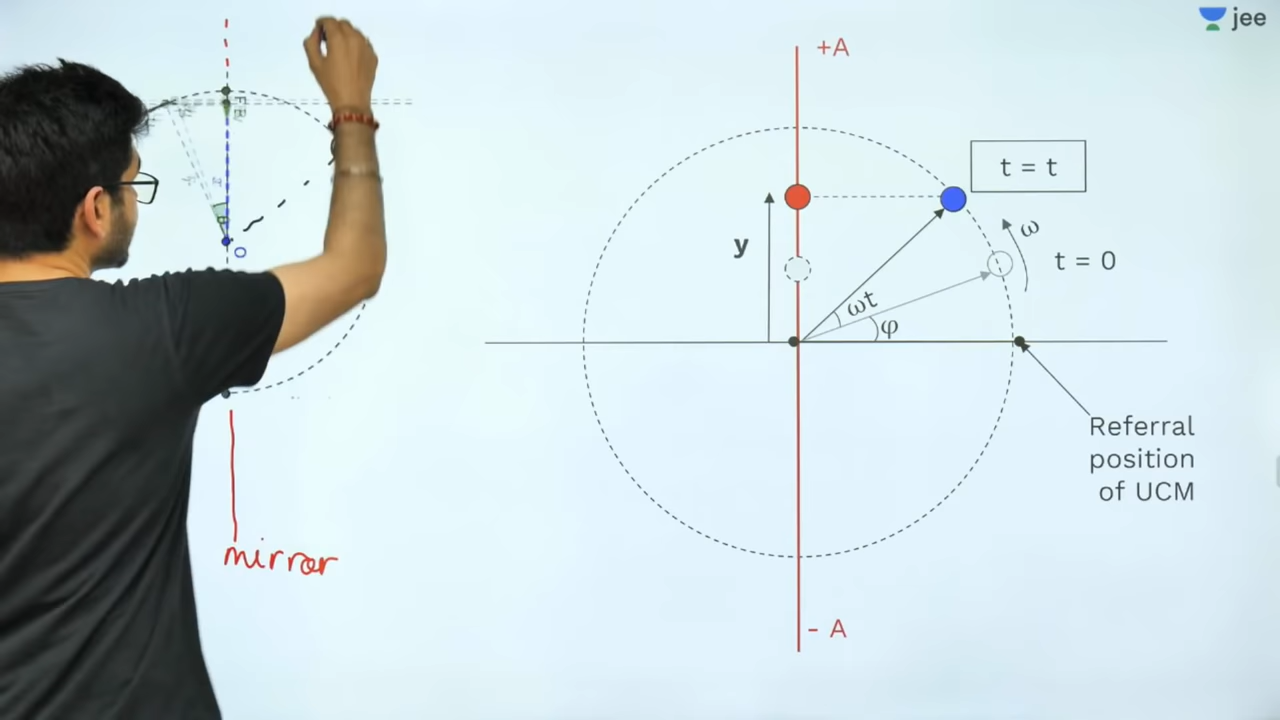 jee
+A
t = t
ω
y
t = 0
ωt
φ
O
Referral
position
of UCM
mirror
- A